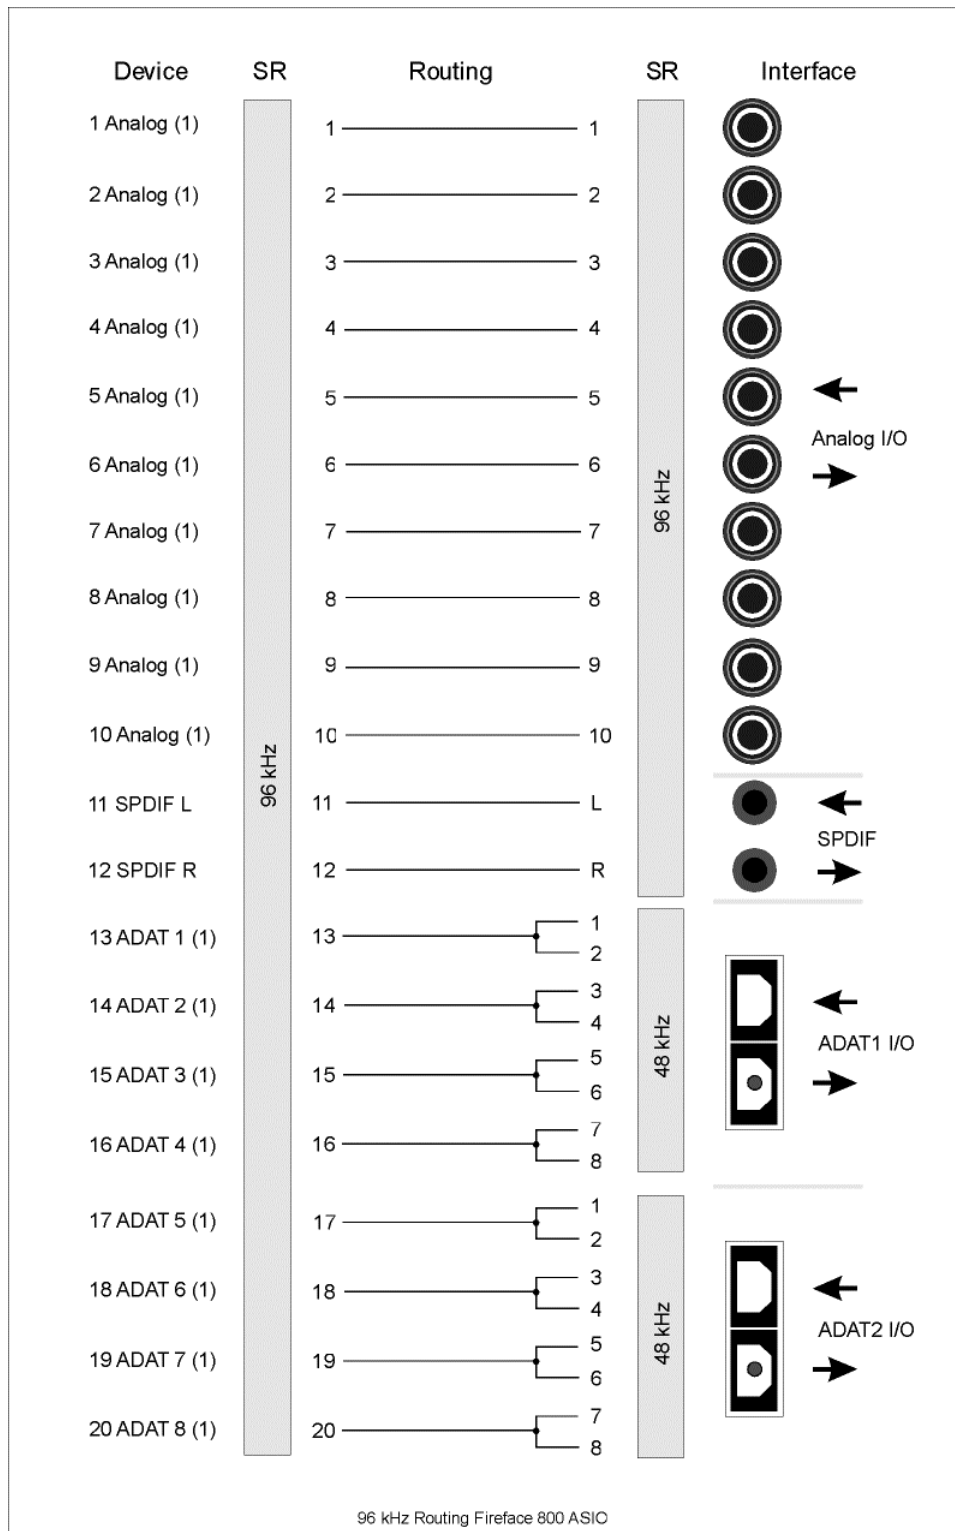 Device SR Routing SR Interface
1 Analog (1) 1 1
2 Analog (1) 2 2
3 Analog (1) 3 3
4 Analog (1) 4 4
5 Analog (1) 5 5
Analog I/O
6 Analog (1) 6 6
96 kHz
7 Analog (1) 7 7
8 Analog (1) 8 8
9 Analog (1) 9 9
10 Analog (1) 10 10
96 kHz
11 SPDIF L 11 L
SPDIF
12 SPDIF R 12 R
13 ADAT 1 (1) 13 1
2
14 ADAT 2 (1) 14 3
4
48 kHz
ADAT1 I/O
15 ADAT 3 (1) 15 5
6
16 ADAT 4 (1) 16 7
8
17 ADAT 5 (1) 17 1
2
18 ADAT 6 (1) 18 3
4
48 kHz
ADAT2 I/O
19 ADAT 7 (1) 19 5
6
20 ADAT 8 (1) 20 7
8
96 kHz Routing Fireface 800 ASIO